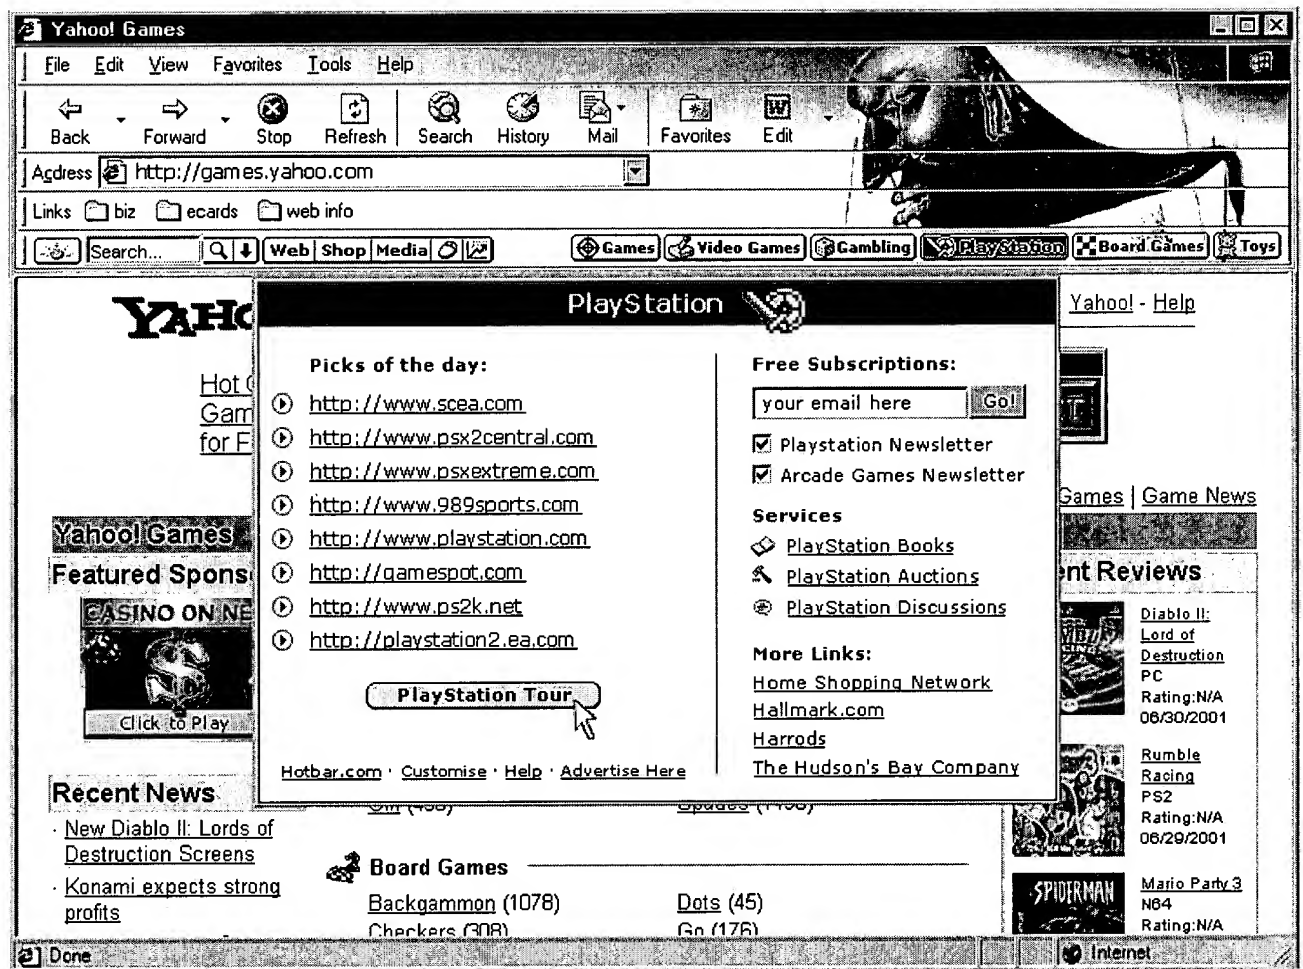 Yahoo! Games
File Edit View Favorites Tools Help
Back Forward Stop Refresh Search History Mail Favorites Edit
Address http://games.yahoo.com
Links biz ecards web info
Search... Web Shop Media Games Video Games Gambling PlayStation Board Games Toys
YAHO
PlayStation
Yahoo! - Help
Picks of the day:
http://www.scea.com
http://www.psx2central.com
http://www.psxextreme.com
http://www.989sports.com
http://www.playstation.com
http://gamespot.com
http://www.ps2k.net
http://playstation2.ea.com
PlayStation Tour
Hotbar.com · Customise · Help · Advertise Here
Free Subscriptions:
your email here Go!
Playstation Newsletter
Arcade Games Newsletter
Services
PlayStation Books
PlayStation Auctions
PlayStation Discussions
More Links:
Home Shopping Network
Hallmark.com
Harrods
The Hudson's Bay Company
Hot
Gam
for F
Games | Game News
Yahoo! Games
Featured Spons
CASINO ON NE
Click to Play
Recent News
· New Diablo II: Lords of
Destruction Screens
· Konami expects strong
profits
Board Games
Backgammon (1078)
Dots (45)
Checkers (308)
Go (176)
nt Reviews
Diablo II:
Lord of
Destruction
PC
Rating:N/A
06/30/2001
Rumble
Racing
PS2
Rating:N/A
06/29/2001
SPIDERMAN
Mario Party 3
N64
Rating:N/A
Done
Internet